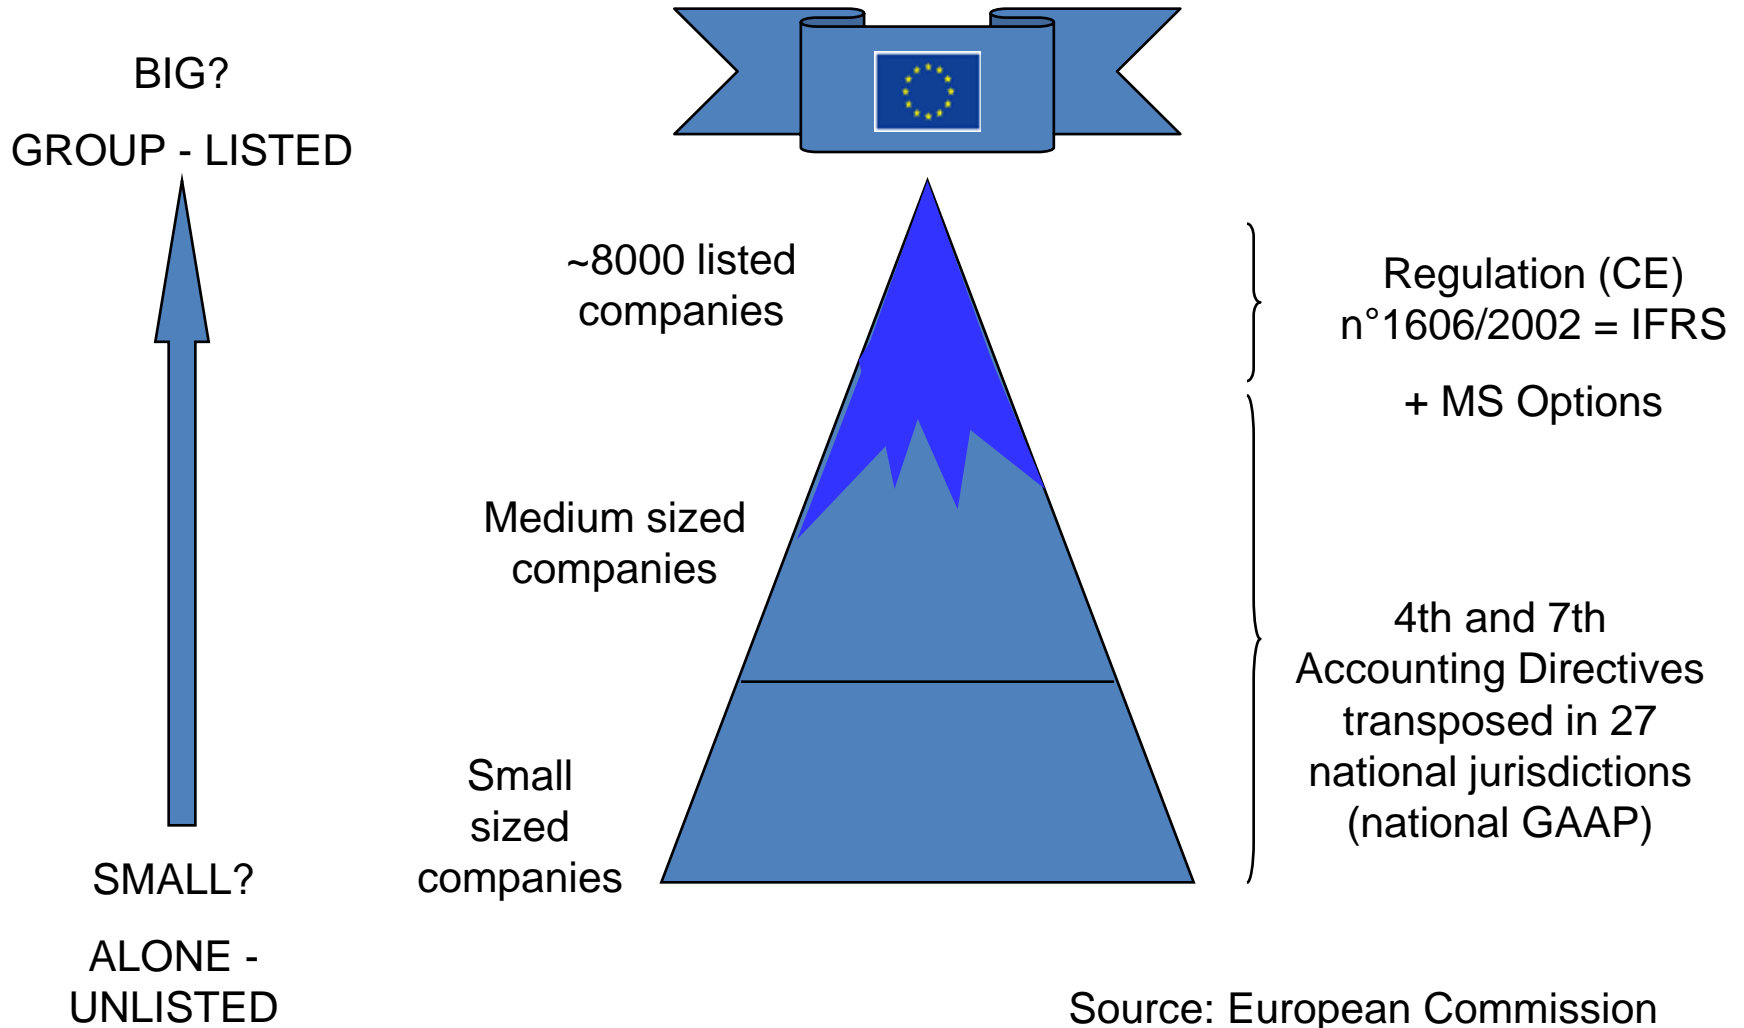 BIG?
GROUP - LISTED
~8000 listed
companies
Regulation (CE)
n°1606/2002 = IFRS
+ MS Options
Medium sized
companies
4th and 7th
Accounting Directives
transposed in 27
national jurisdictions
(national GAAP)
Small
sized
companies
SMALL?
ALONE -
UNLISTED
Source: European Commission